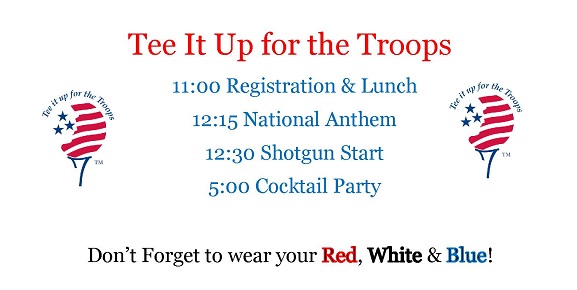 Tee It Up for the Troops
11:00 Registration & Lunch
12:15 National Anthem
12:30 Shotgun Start
5:00 Cocktail Party
Tee it up for the Troops
TM
Tee it up for the Troops
TM
Don't Forget to wear your Red, White & Blue!